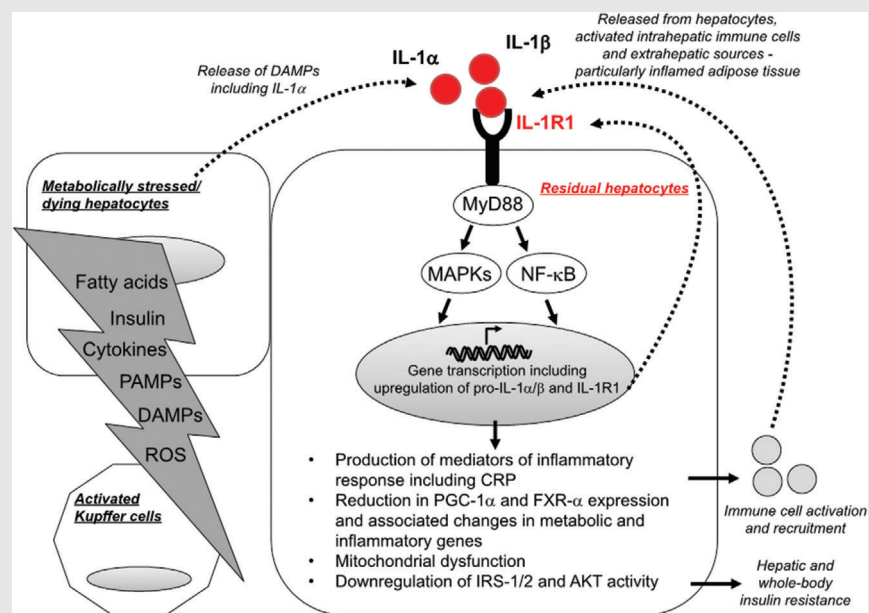 Released from hepatocytes,
activated intrahepatic immune cells
and extrahepatic sources -
particularly inflamed adipose tissue
IL-1β
IL-1α
Release of DAMPs
including IL-1α
IL-1R1
Metabolically stressed/
dying hepatocytes
Residual hepatocytes
MyD88
MAPKs
NF-κB
Fatty acids
Insulin
Cytokines
PAMPs
DAMPs
ROS
Gene transcription including
upregulation of pro-IL-1α/β and IL-1R1
Activated
Kupffer cells
• Production of mediators of inflammatory
response including CRP
• Reduction in PGC-1α and FXR-α expression
and associated changes in metabolic and
inflammatory genes
• Mitochondrial dysfunction
• Downregulation of IRS-1/2 and AKT activity
Immune cell activation
and recruitment
Hepatic and
whole-body
insulin resistance